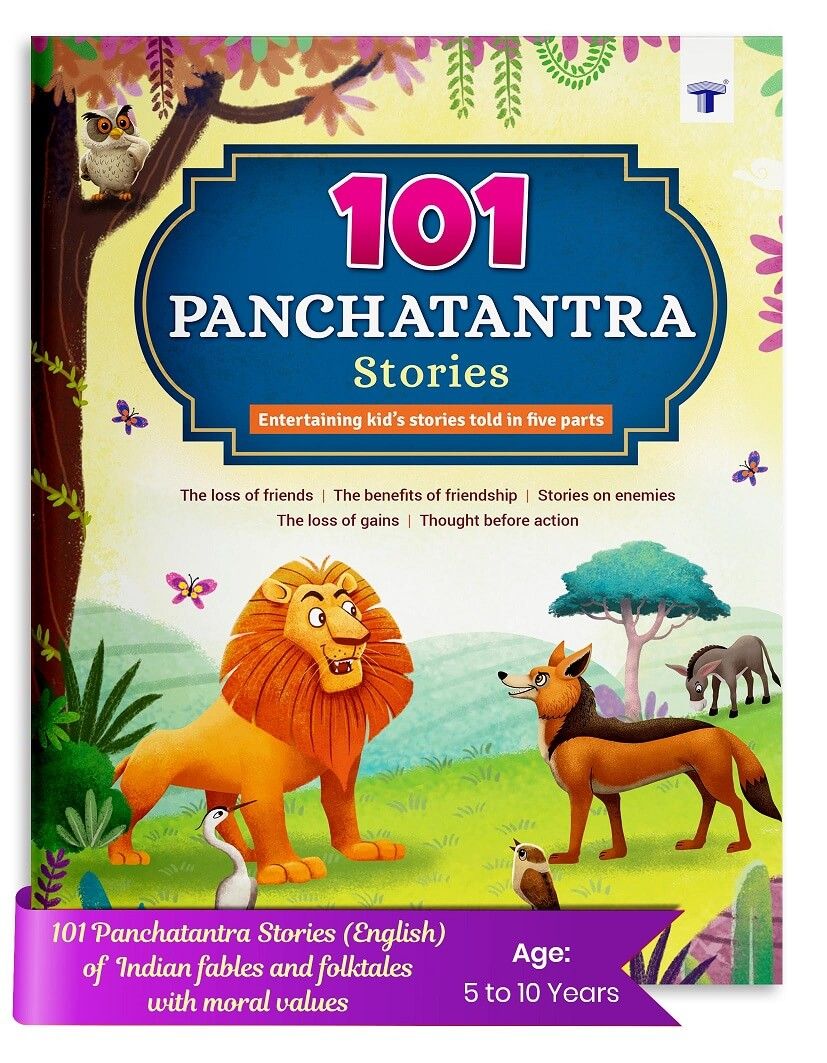 101
PANCHATANTRA
Stories
Entertaining kid's stories told in five parts
The loss of friends | The benefits of friendship | Stories on enemies
The loss of gains | Thought before action
101 Panchatantra Stories (English)
of Indian fables and folktales
with moral values
Age:
5 to 10 Years